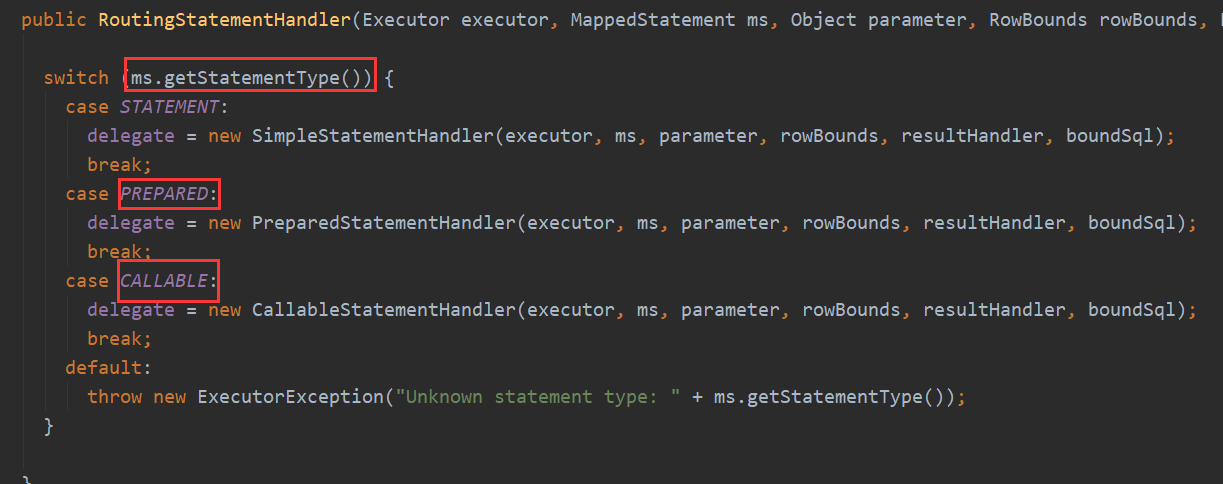 public RoutingStatementHandler(Executor executor, MappedStatement ms, Object parameter, RowBounds rowBounds,
switch (ms.getStatementType()) {
case STATEMENT:
delegate = new SimpleStatementHandler(executor, ms, parameter, rowBounds, resultHandler, boundSql);
break;
case PREPARED:
delegate = new PreparedStatementHandler(executor, ms, parameter, rowBounds, resultHandler, boundSql);
break;
case CALLABLE:
delegate = new CallableStatementHandler(executor, ms, parameter, rowBounds, resultHandler, boundSql);
break;
default:
throw new ExecutorException("Unknown statement type: " + ms.getStatementType());
}
}